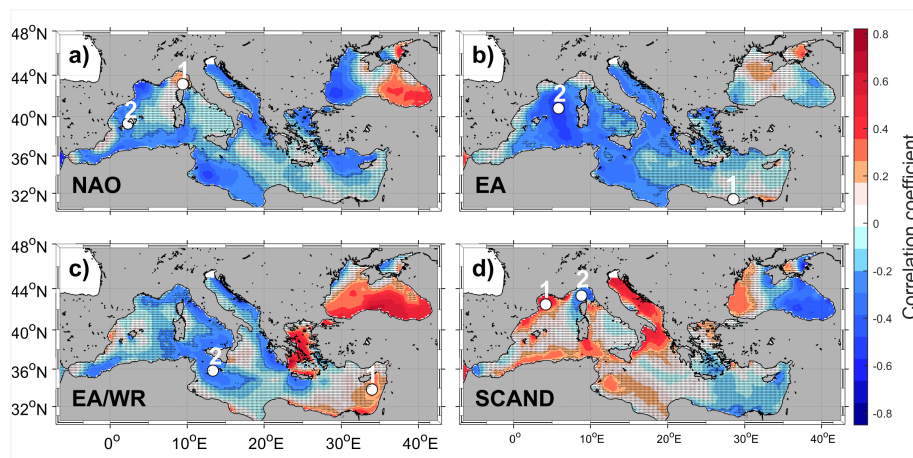 48°N
44°N
40°N
36°N
32°N
a)
1
2
NAO
b)
2
1
EA
48°N
44°N
40°N
36°N
32°N
c)
2
1
EA/WR
d)
1
2
SCAND
0°
10°E
20°E
30°E
40°E
0°
10°E
20°E
30°E
40°E
0.8
0.6
0.4
0.2
0
-0.2
-0.4
-0.6
-0.8
Correlation coefficient